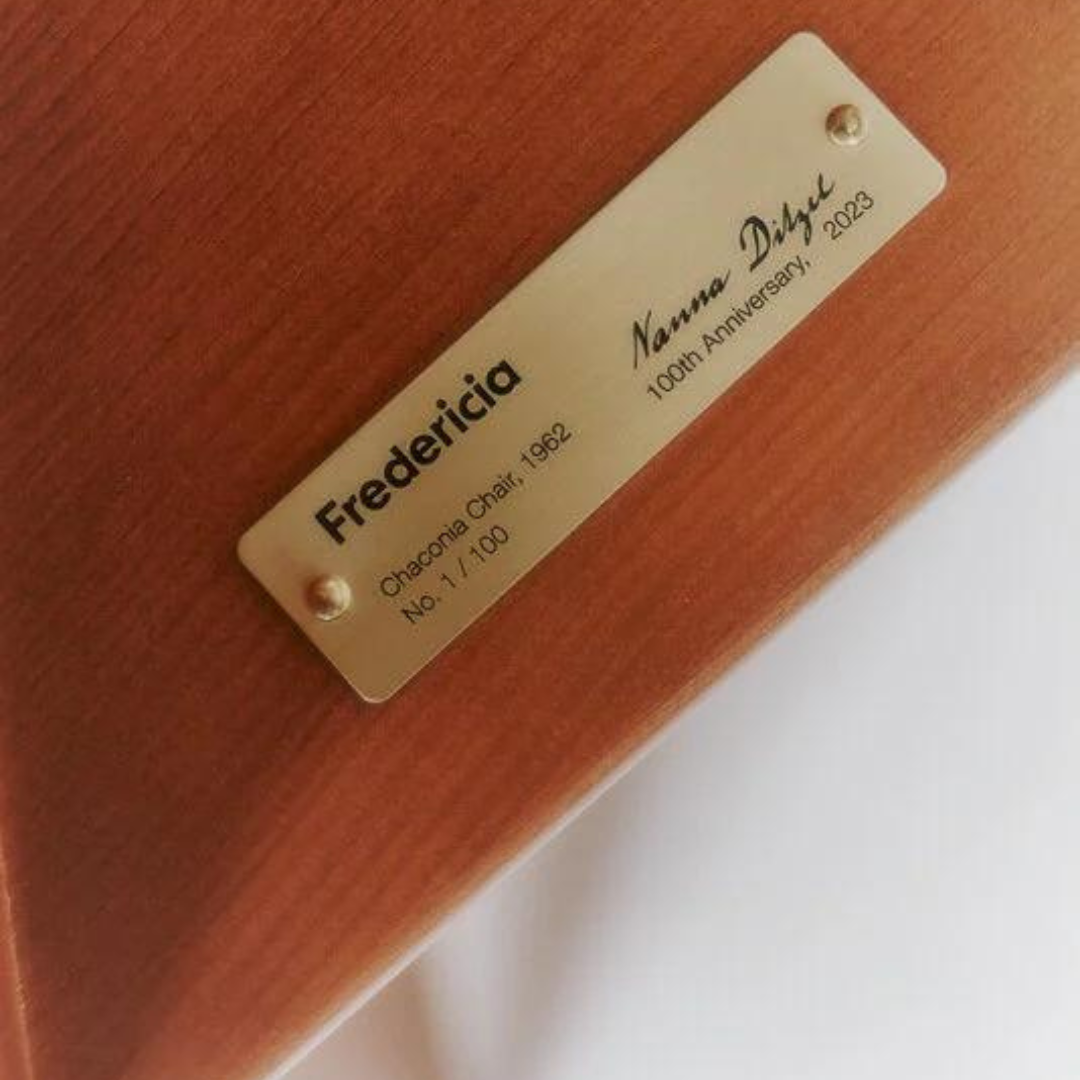 Fredericia
Chaconia Chair, 1962
No. 1 / 100
Nanna Ditzel
100th Anniversary, 2023